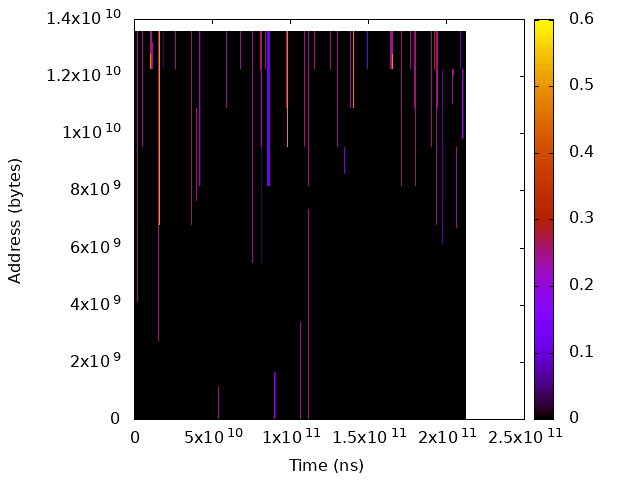 1.4x10^10
1.2x10^10
1x10^10
8x10^9
6x10^9
4x10^9
2x10^9
0
Address (bytes)
0
5x10^10
1x10^11
1.5x10^11
2x10^11
2.5x10^11
Time (ns)
0.6
0.5
0.4
0.3
0.2
0.1
0